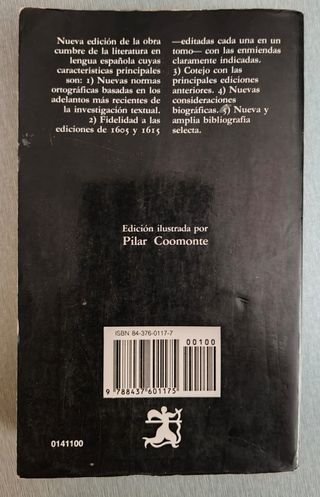 Nueva edición de la obra
cumbre de la literatura en
lengua española cuyas
características principales
son: 1) Nuevas normas
ortográficas basadas en los
adelantos más recientes de
la investigación textual.
2) Fidelidad a las
ediciones de 1605 y 1615
—editadas cada una en un
tomo— con las enmiendas
claramente indicadas.
3) Cotejo con las
principales ediciones
anteriores. 4) Nuevas
consideraciones
biográficas. 5) Nueva y
amplia bibliografía
selecta.
Edición ilustrada por
Pilar Coomonte
ISBN 84-376-0117-7
00100
9 788437 601175
0141100